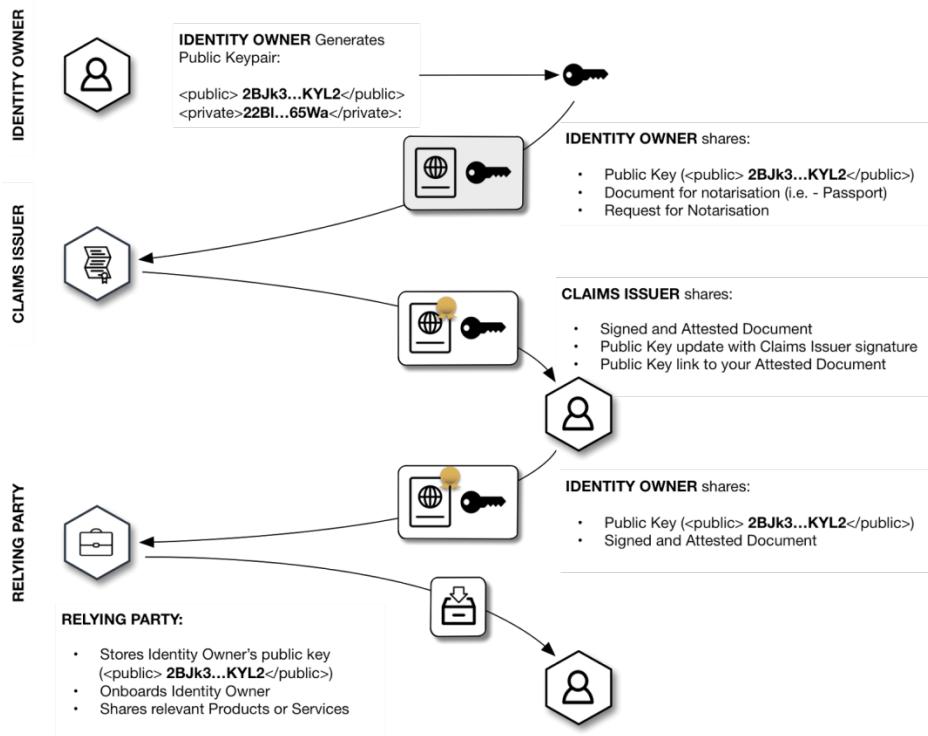 IDENTITY OWNER
IDENTITY OWNER Generates
Public Keypair:
<public> 2BJk3...KYL2</public>
<private>22Bl...65Wa</private>:
IDENTITY OWNER shares:
• Public Key (<public> 2BJk3...KYL2</public>)
• Document for notarisation (i.e. - Passport)
• Request for Notarisation
CLAIMS ISSUER
CLAIMS ISSUER shares:
• Signed and Attested Document
• Public Key update with Claims Issuer signature
• Public Key link to your Attested Document
RELYING PARTY
IDENTITY OWNER shares:
• Public Key (<public> 2BJk3...KYL2</public>)
• Signed and Attested Document
RELYING PARTY:
• Stores Identity Owner's public key
(<public> 2BJk3...KYL2</public>)
• Onboards Identity Owner
• Shares relevant Products or Services